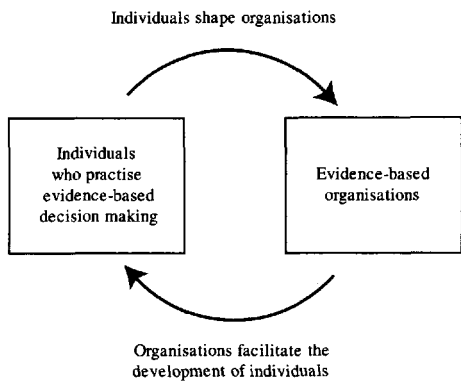 Individuals shape organisations
Individuals
who practise
evidence-based
decision making
Evidence-based
organisations
Organisations facilitate the
development of individuals